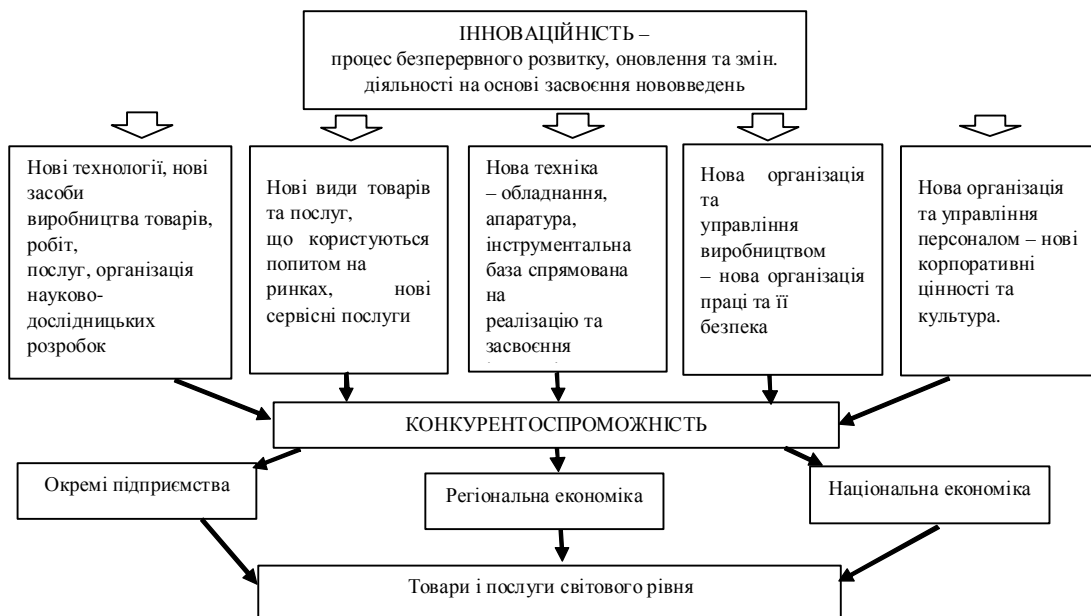 ІННОВАЦІЙНІСТЬ –
процес безперервного розвитку, оновлення та змін.
діяльності на основі засвоєння нововведень
Нові технології, нові
засоби
виробництва товарів,
робіт,
послуг, організація
науково-
дослідницьких
розробок
Нові види товарів
та послуг,
що користуються
попитом на
ринках, нові
сервісні послуги
Нова техніка
– обладнання,
апаратура,
інструментальна
база спрямована
на
реалізацію та
засвоєння
Нова організація
та
управління
виробництвом
– нова організація
праці та її
безпека
Нова організація
та управління
персоналом – нові
корпоративні
цінності та
культура.
КОНКУРЕНТОСПРОМОЖНІСТЬ
Окремі підприємства
Регіональна економіка
Національна економіка
Товари і послуги світового рівня